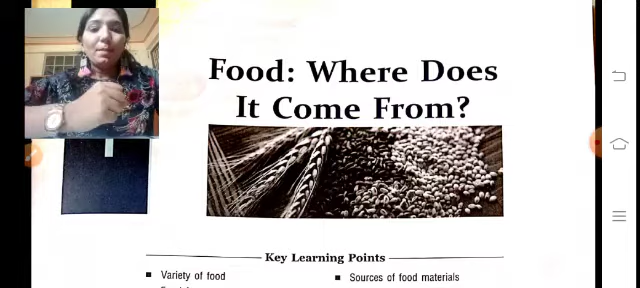 Food: Where Does
It Come From?
Key Learning Points
■ Variety of food
■ Sources of food materials